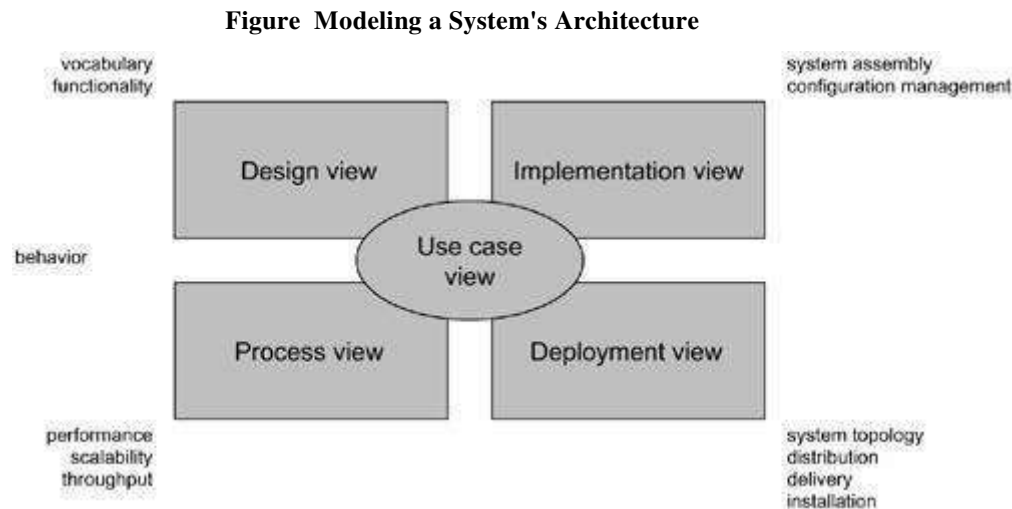 Figure Modeling a System's Architecture
vocabulary
functionality
system assembly
configuration management
Design view
Implementation view
behavior
Use case
view
Process view
Deployment view
performance
scalability
throughput
system topology
distribution
delivery
installation